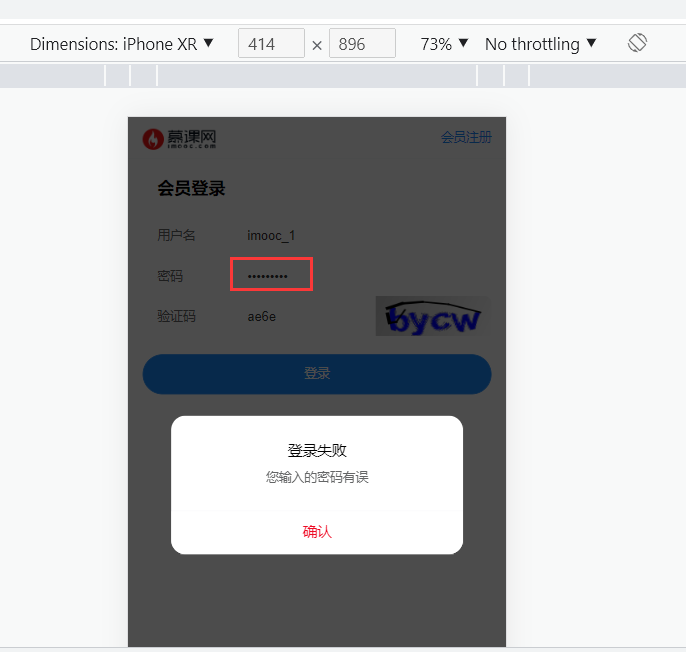 Dimensions: iPhone XR ▼ 414 × 896 73% ▼ No throttling ▼
慕课网 会员注册
imooc.com
会员登录
用户名 imooc_1
密码 •••••••••
验证码 ae6e bycw
登录
登录失败
您输入的密码有误
确认